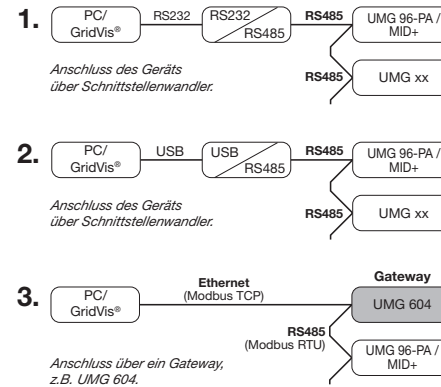 1.
PC/
GridVis®
RS232
RS232
RS485
RS485
UMG 96-PA /
MID+
RS485
UMG xx
Anschluss des Geräts
über Schnittstellenwandler.
2.
PC/
GridVis®
USB
USB
RS485
RS485
UMG 96-PA /
MID+
RS485
UMG xx
Anschluss des Geräts
über Schnittstellenwandler.
3.
PC/
GridVis®
Ethernet
(Modbus TCP)
Gateway
UMG 604
RS485
(Modbus RTU)
UMG 96-PA /
MID+
Anschluss über ein Gateway,
z.B. UMG 604.